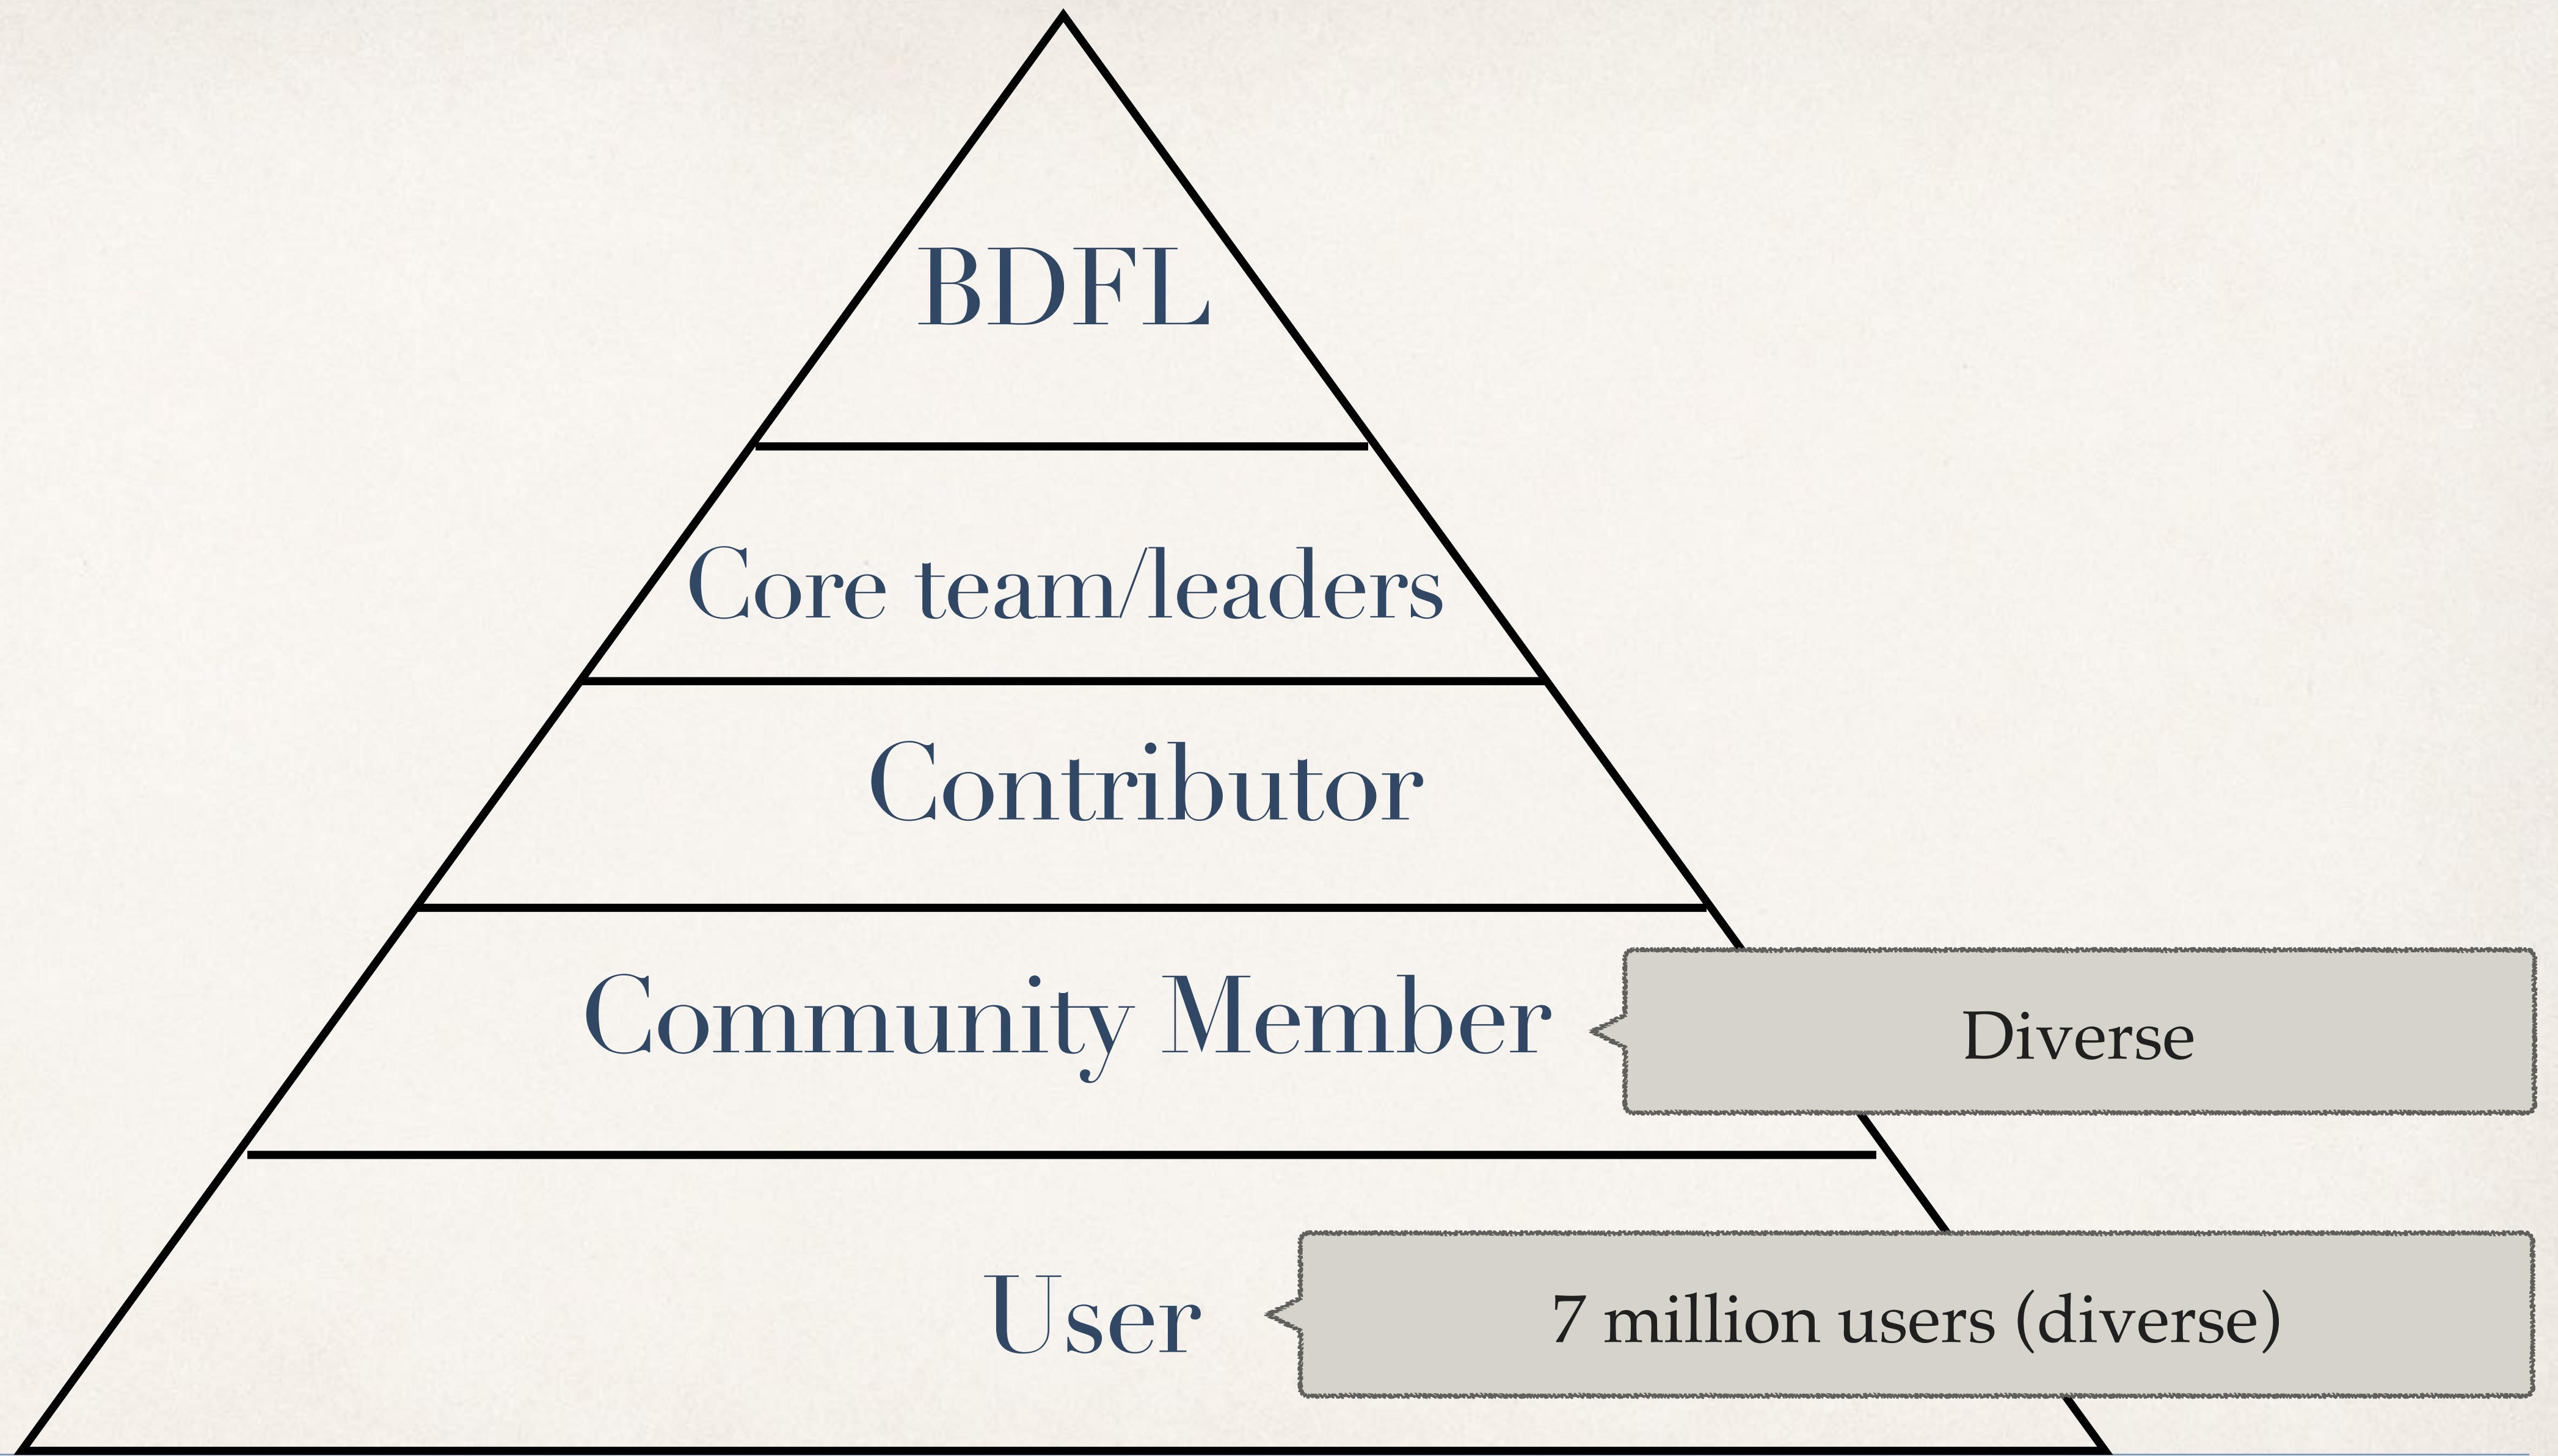 BDFL
Core team/leaders
Contributor
Community Member
Diverse
User
7 million users (diverse)